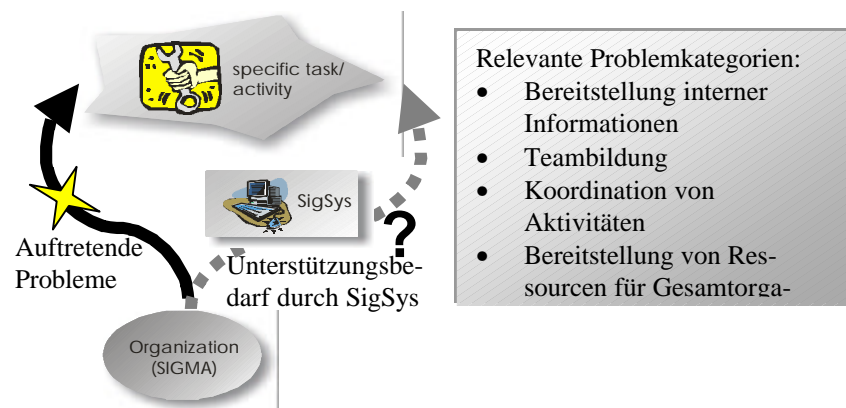 specific task/
activity
SigSys
?
Auftretende
Probleme
Unterstützungsbe-
darf durch SigSys
Organization
(SIGMA)
Relevante Problemkategorien:
• Bereitstellung interner
Informationen
• Teambildung
• Koordination von
Aktivitäten
• Bereitstellung von Res-
sourcen für Gesamtorga-